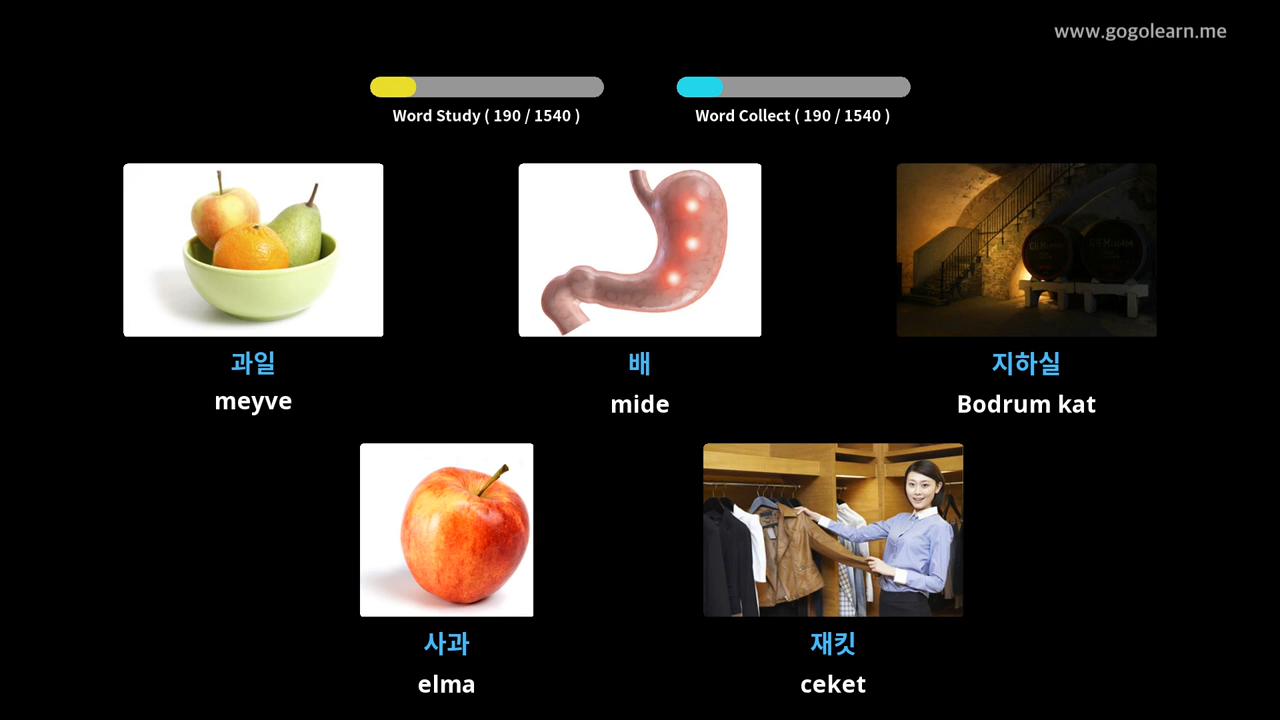 www.gogolearn.me
Word Study ( 190 / 1540 )
Word Collect ( 190 / 1540 )
과일
meyve
배
mide
지하실
Bodrum kat
사과
elma
재킷
ceket